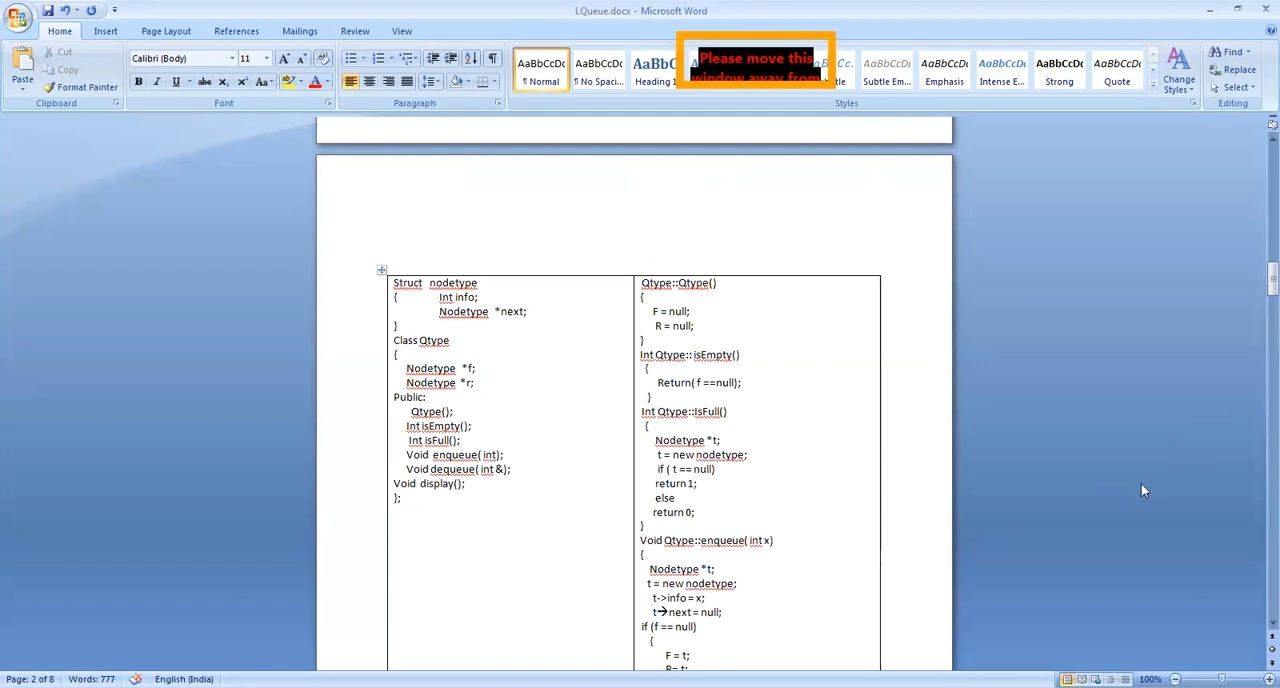 LQueue.docx - Microsoft Word
Home Insert Page Layout References Mailings Review View
Paste
Cut
Copy
Format Painter
Clipboard
Calibri (Body) 11
Font
Paragraph
AaBbCcDc
¶ Normal
AaBbCcDc
¶ No Spaci...
AaBbC
Heading 1
Please move this
window away from
Subtle Em...
AaBbCcDc
Emphasis
AaBbCcDc
Intense E...
AaBbCcDc
Strong
AaBbCcDc
Quote
AaBbCcDc
Styles
Change
Styles
Find
Replace
Select
Editing
Struct nodetype
{ Int info;
Nodetype *next;
}
Class Qtype
{
Nodetype *f;
Nodetype *r;
Public:
Qtype();
Int isEmpty();
Int isFull();
Void enqueue( int);
Void dequeue( int &);
Void display();
};
Qtype::Qtype()
{
F = null;
R = null;
}
Int Qtype:: isEmpty()
{
Return( f ==null);
}
Int Qtype::IsFull()
{
Nodetype *t;
t = new nodetype;
if ( t == null)
return 1;
else
return 0;
}
Void Qtype::enqueue( int x)
{
Nodetype *t;
t = new nodetype;
t->info = x;
t→next = null;
if (f == null)
{
F = t;
R= t;
Page: 2 of 8 Words: 777 English (India) 100%